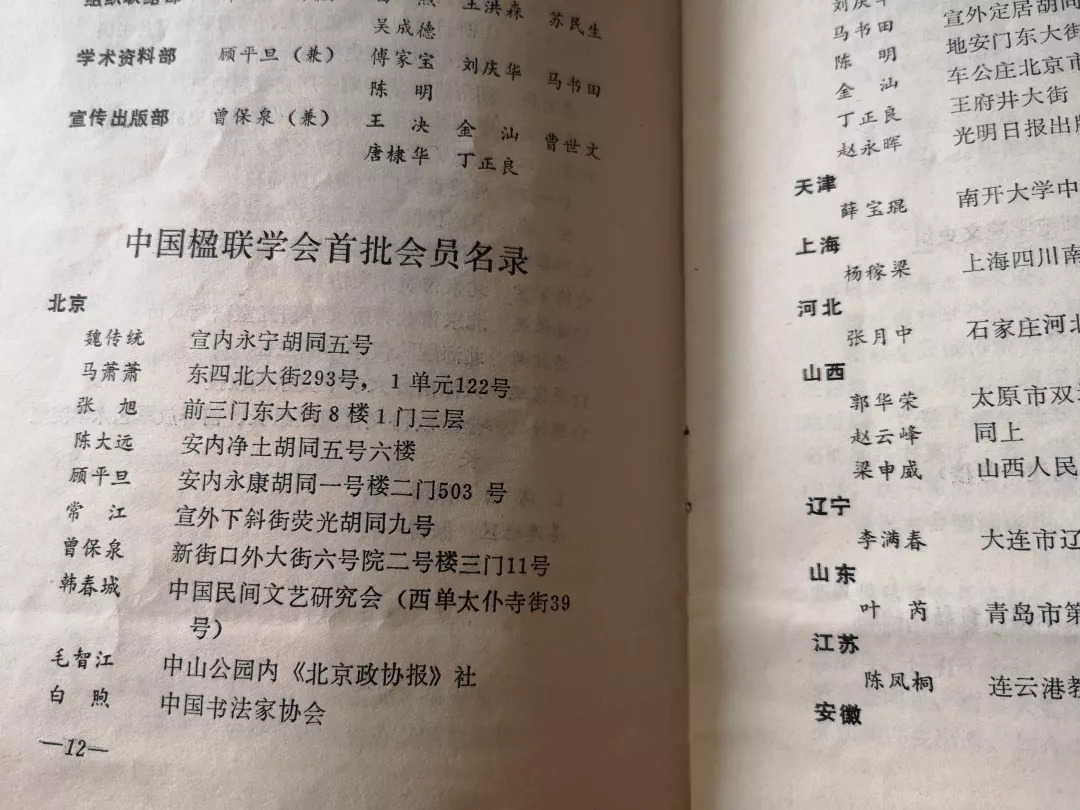 组织联络部 王洪森 苏民生
吴成德
学术资料部 顾平旦（兼） 傅家宝 刘庆华 马书田
陈 明
宣传出版部 曾保泉（兼） 王 决 金 汕 曹世文
唐棣华 丁正良
中国楹联学会首批会员名录
北京
魏传统 宣内永宁胡同五号
马萧萧 东四北大街293号，1单元122号
张 旭 前三门东大街8楼1门三层
陈大远 安内净土胡同五号六楼
顾平旦 安内永康胡同一号楼二门503号
常 江 宣外下斜街荧光胡同九号
曾保泉 新街口外大街六号院二号楼三门11号
韩春城 中国民间文艺研究会（西单太仆寺街39
号）
毛智江 中山公园内《北京政协报》社
白 煦 中国书法家协会
—12—
刘庆华
马书田 宣外定居胡同
陈 明 地安门东大街
金 汕 车公庄北京市
丁正良 王府井大街
赵永晖 光明日报出版
天津
薛宝琨 南开大学中
上海
杨稼梁 上海四川南
河北
张月中 石家庄河北
山西
郭华荣 太原市双
赵云峰 同上
梁申威 山西人民
辽宁
李满春 大连市辽
山东
叶 芮 青岛市第
江苏
陈凤桐 连云港教
安徽